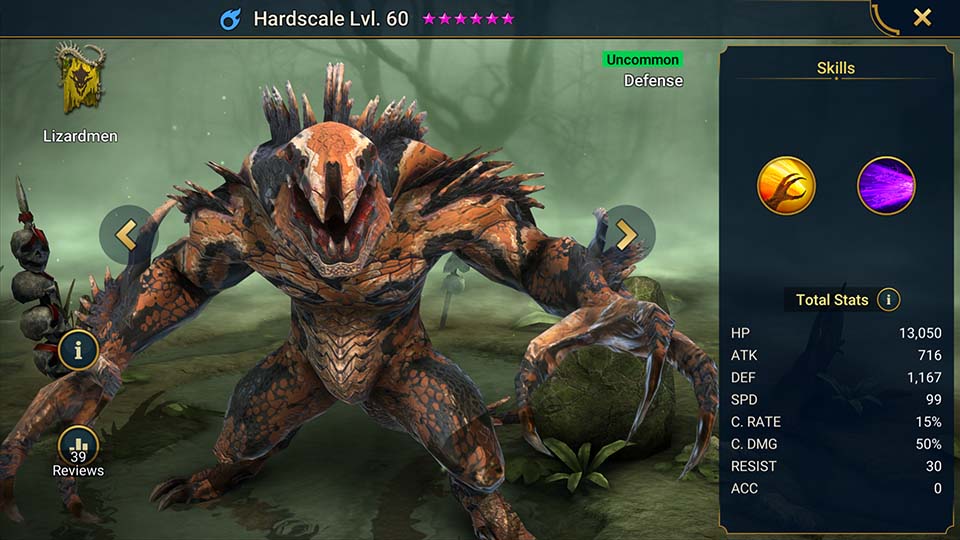 Hardscale Lvl. 60
Lizardmen
Uncommon
Defense
Skills
Total Stats i
HP 13,050
ATK 716
DEF 1,167
SPD 99
C. RATE 15%
C. DMG 50%
RESIST 30
ACC 0
i
39
Reviews